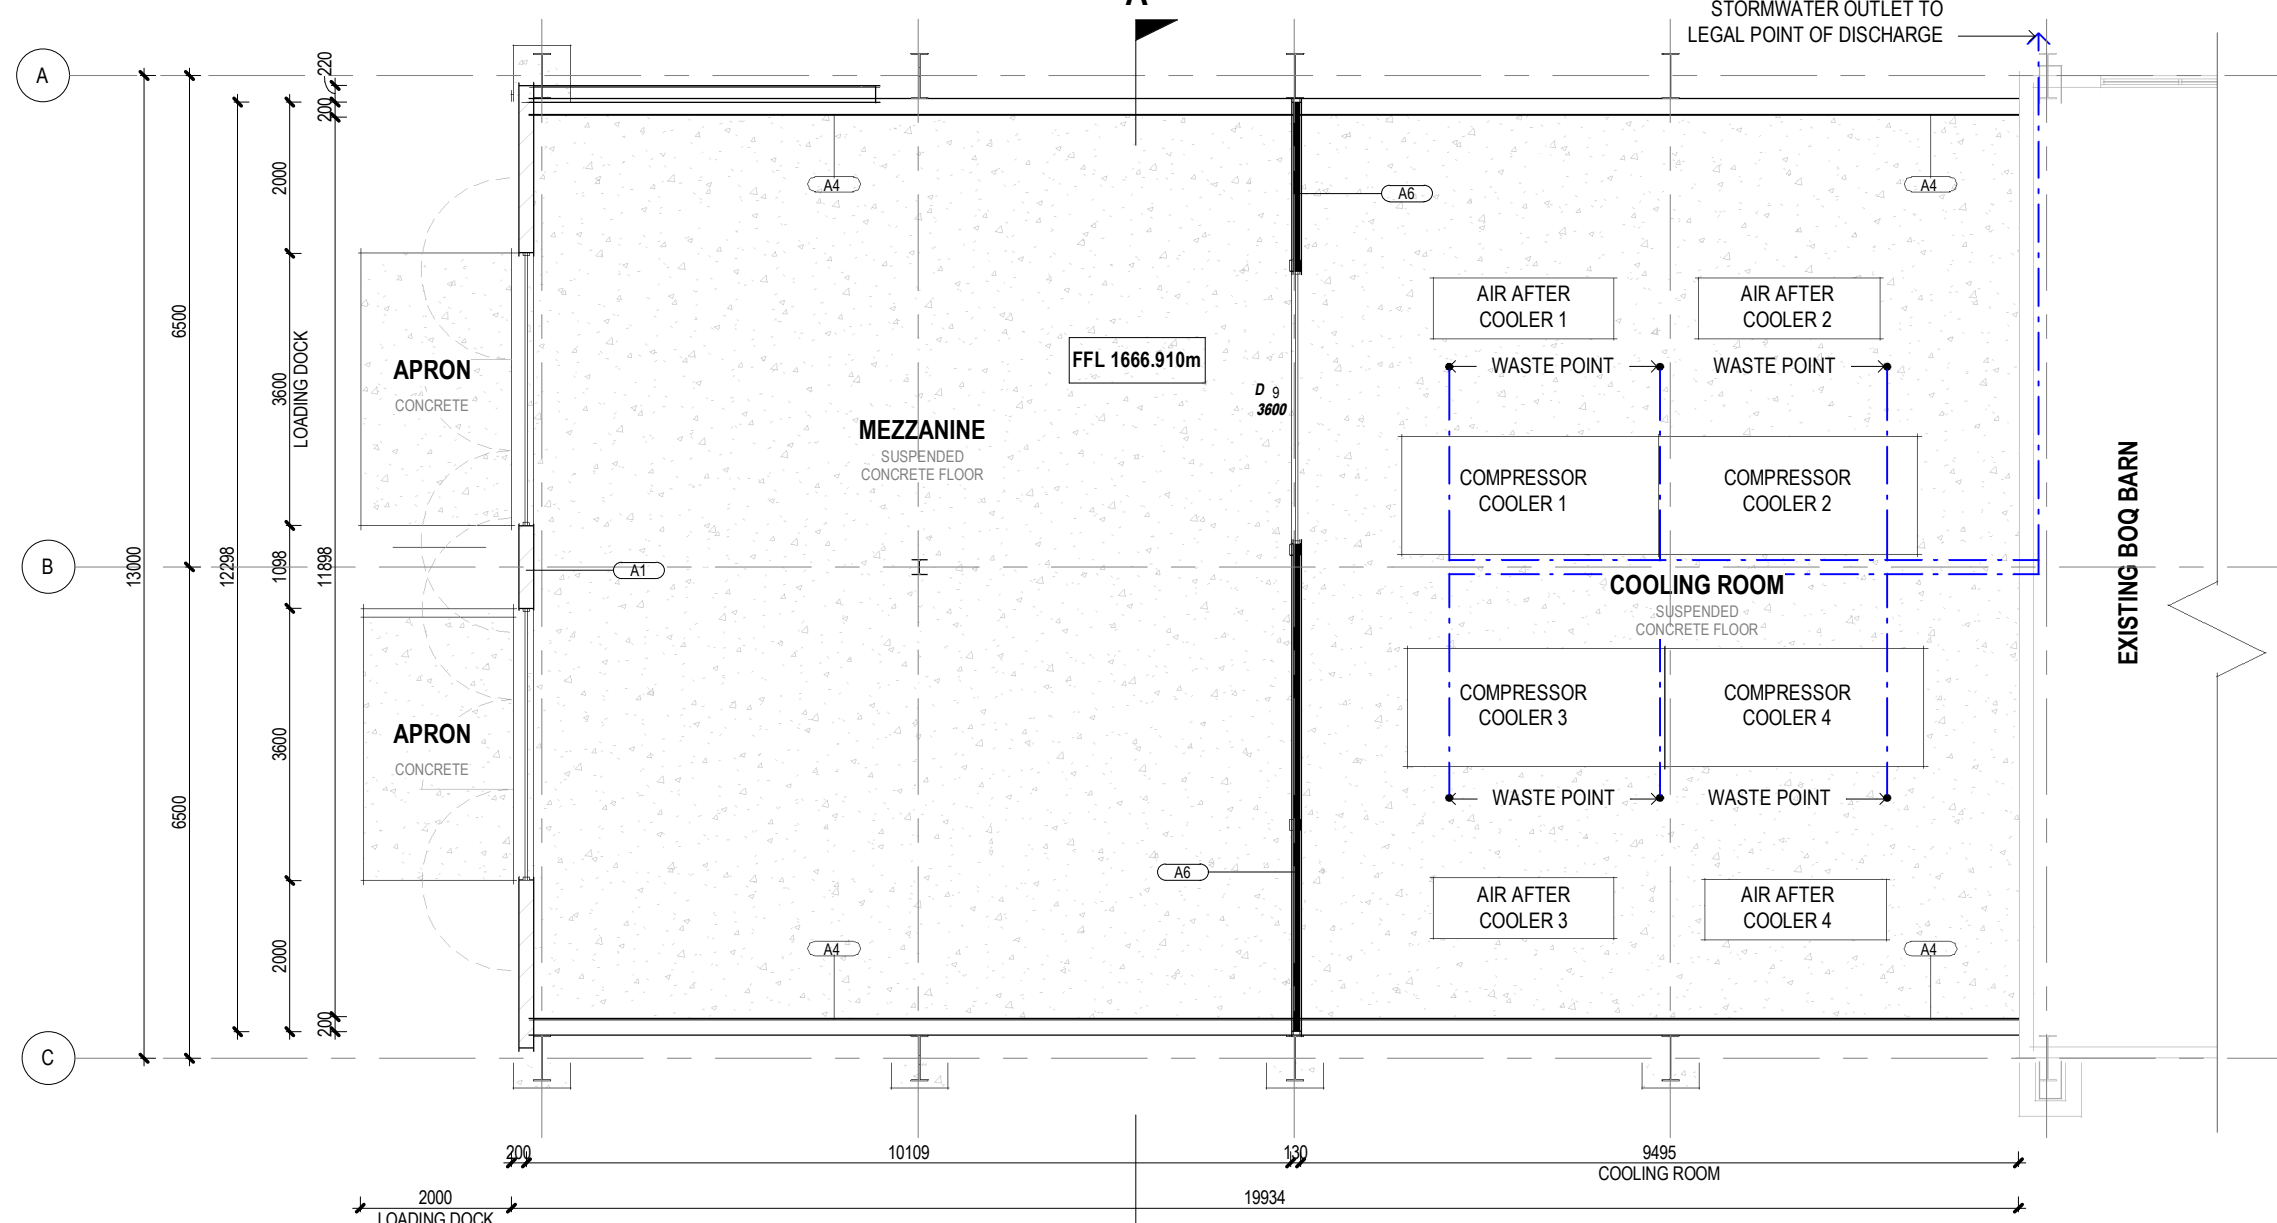 A
STORMWATER OUTLET TO
LEGAL POINT OF DISCHARGE
A
220
200
2000
A4
A6
A4
AIR AFTER
COOLER 1
AIR AFTER
COOLER 2
6500
3600
LOADING DOCK
APRON
CONCRETE
FFL 1666.910m
WASTE POINT
WASTE POINT
D 9
3600
MEZZANINE
SUSPENDED
CONCRETE FLOOR
COMPRESSOR
COOLER 1
COMPRESSOR
COOLER 2
EXISTING BOQ BARN
B
13000
12298
1098
11898
A1
COOLING ROOM
SUSPENDED
CONCRETE FLOOR
COMPRESSOR
COOLER 3
COMPRESSOR
COOLER 4
APRON
CONCRETE
3600
6500
WASTE POINT
WASTE POINT
A6
AIR AFTER
COOLER 3
AIR AFTER
COOLER 4
2000
A4
A4
200
C
200
10109
130
9495
COOLING ROOM
2000
LOADING DOCK
19934